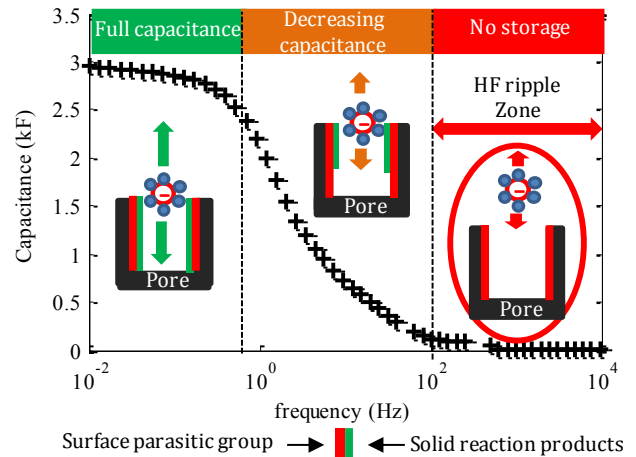 Full capacitance
Decreasing
capacitance
No storage
3.5
3
2.5
2
1.5
1
0.5
0
Capacitance (kF)
HF ripple
Zone
Pore
Pore
Pore
10^-2
10^0
10^2
10^4
frequency (Hz)
Surface parasitic group
Solid reaction products